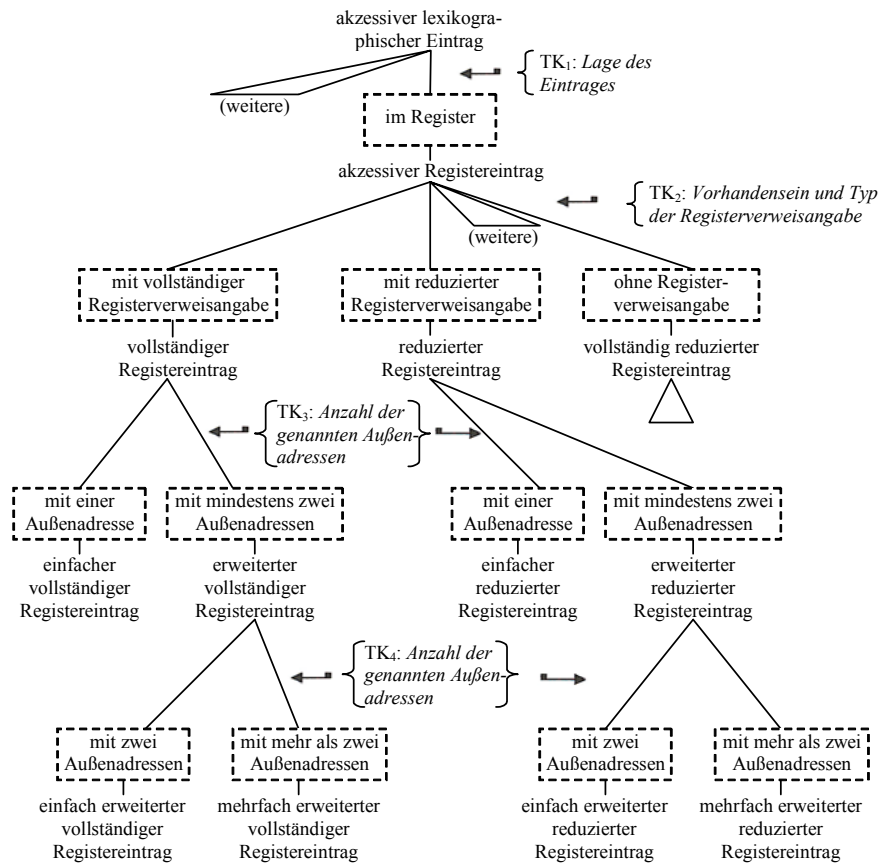 akzessiver lexikogra-
phischer Eintrag
TK₁: Lage des
Eintrages
(weitere)
im Register
akzessiver Registereintrag
TK₂: Vorhandensein und Typ
der Registerverweisangabe
(weitere)
mit vollständiger
Registerverweisangabe
mit reduzierter
Registerverweisangabe
ohne Register-
verweisangabe
vollständiger
Registereintrag
reduzierter
Registereintrag
vollständig reduzierter
Registereintrag
TK₃: Anzahl der
genannten Außen-
adressen
mit einer
Außenadresse
mit mindestens zwei
Außenadressen
mit einer
Außenadresse
mit mindestens zwei
Außenadressen
einfacher
vollständiger
Registereintrag
erweiterter
vollständiger
Registereintrag
einfacher
reduzierter
Registereintrag
erweiterter
reduzierter
Registereintrag
TK₄: Anzahl der
genannten Außen-
adressen
mit zwei
Außenadressen
mit mehr als zwei
Außenadressen
mit zwei
Außenadressen
mit mehr als zwei
Außenadressen
einfach erweiterter
vollständiger
Registereintrag
mehrfach erweiterter
vollständiger
Registereintrag
einfach erweiterter
reduzierter
Registereintrag
mehrfach erweiterter
reduzierter
Registereintrag